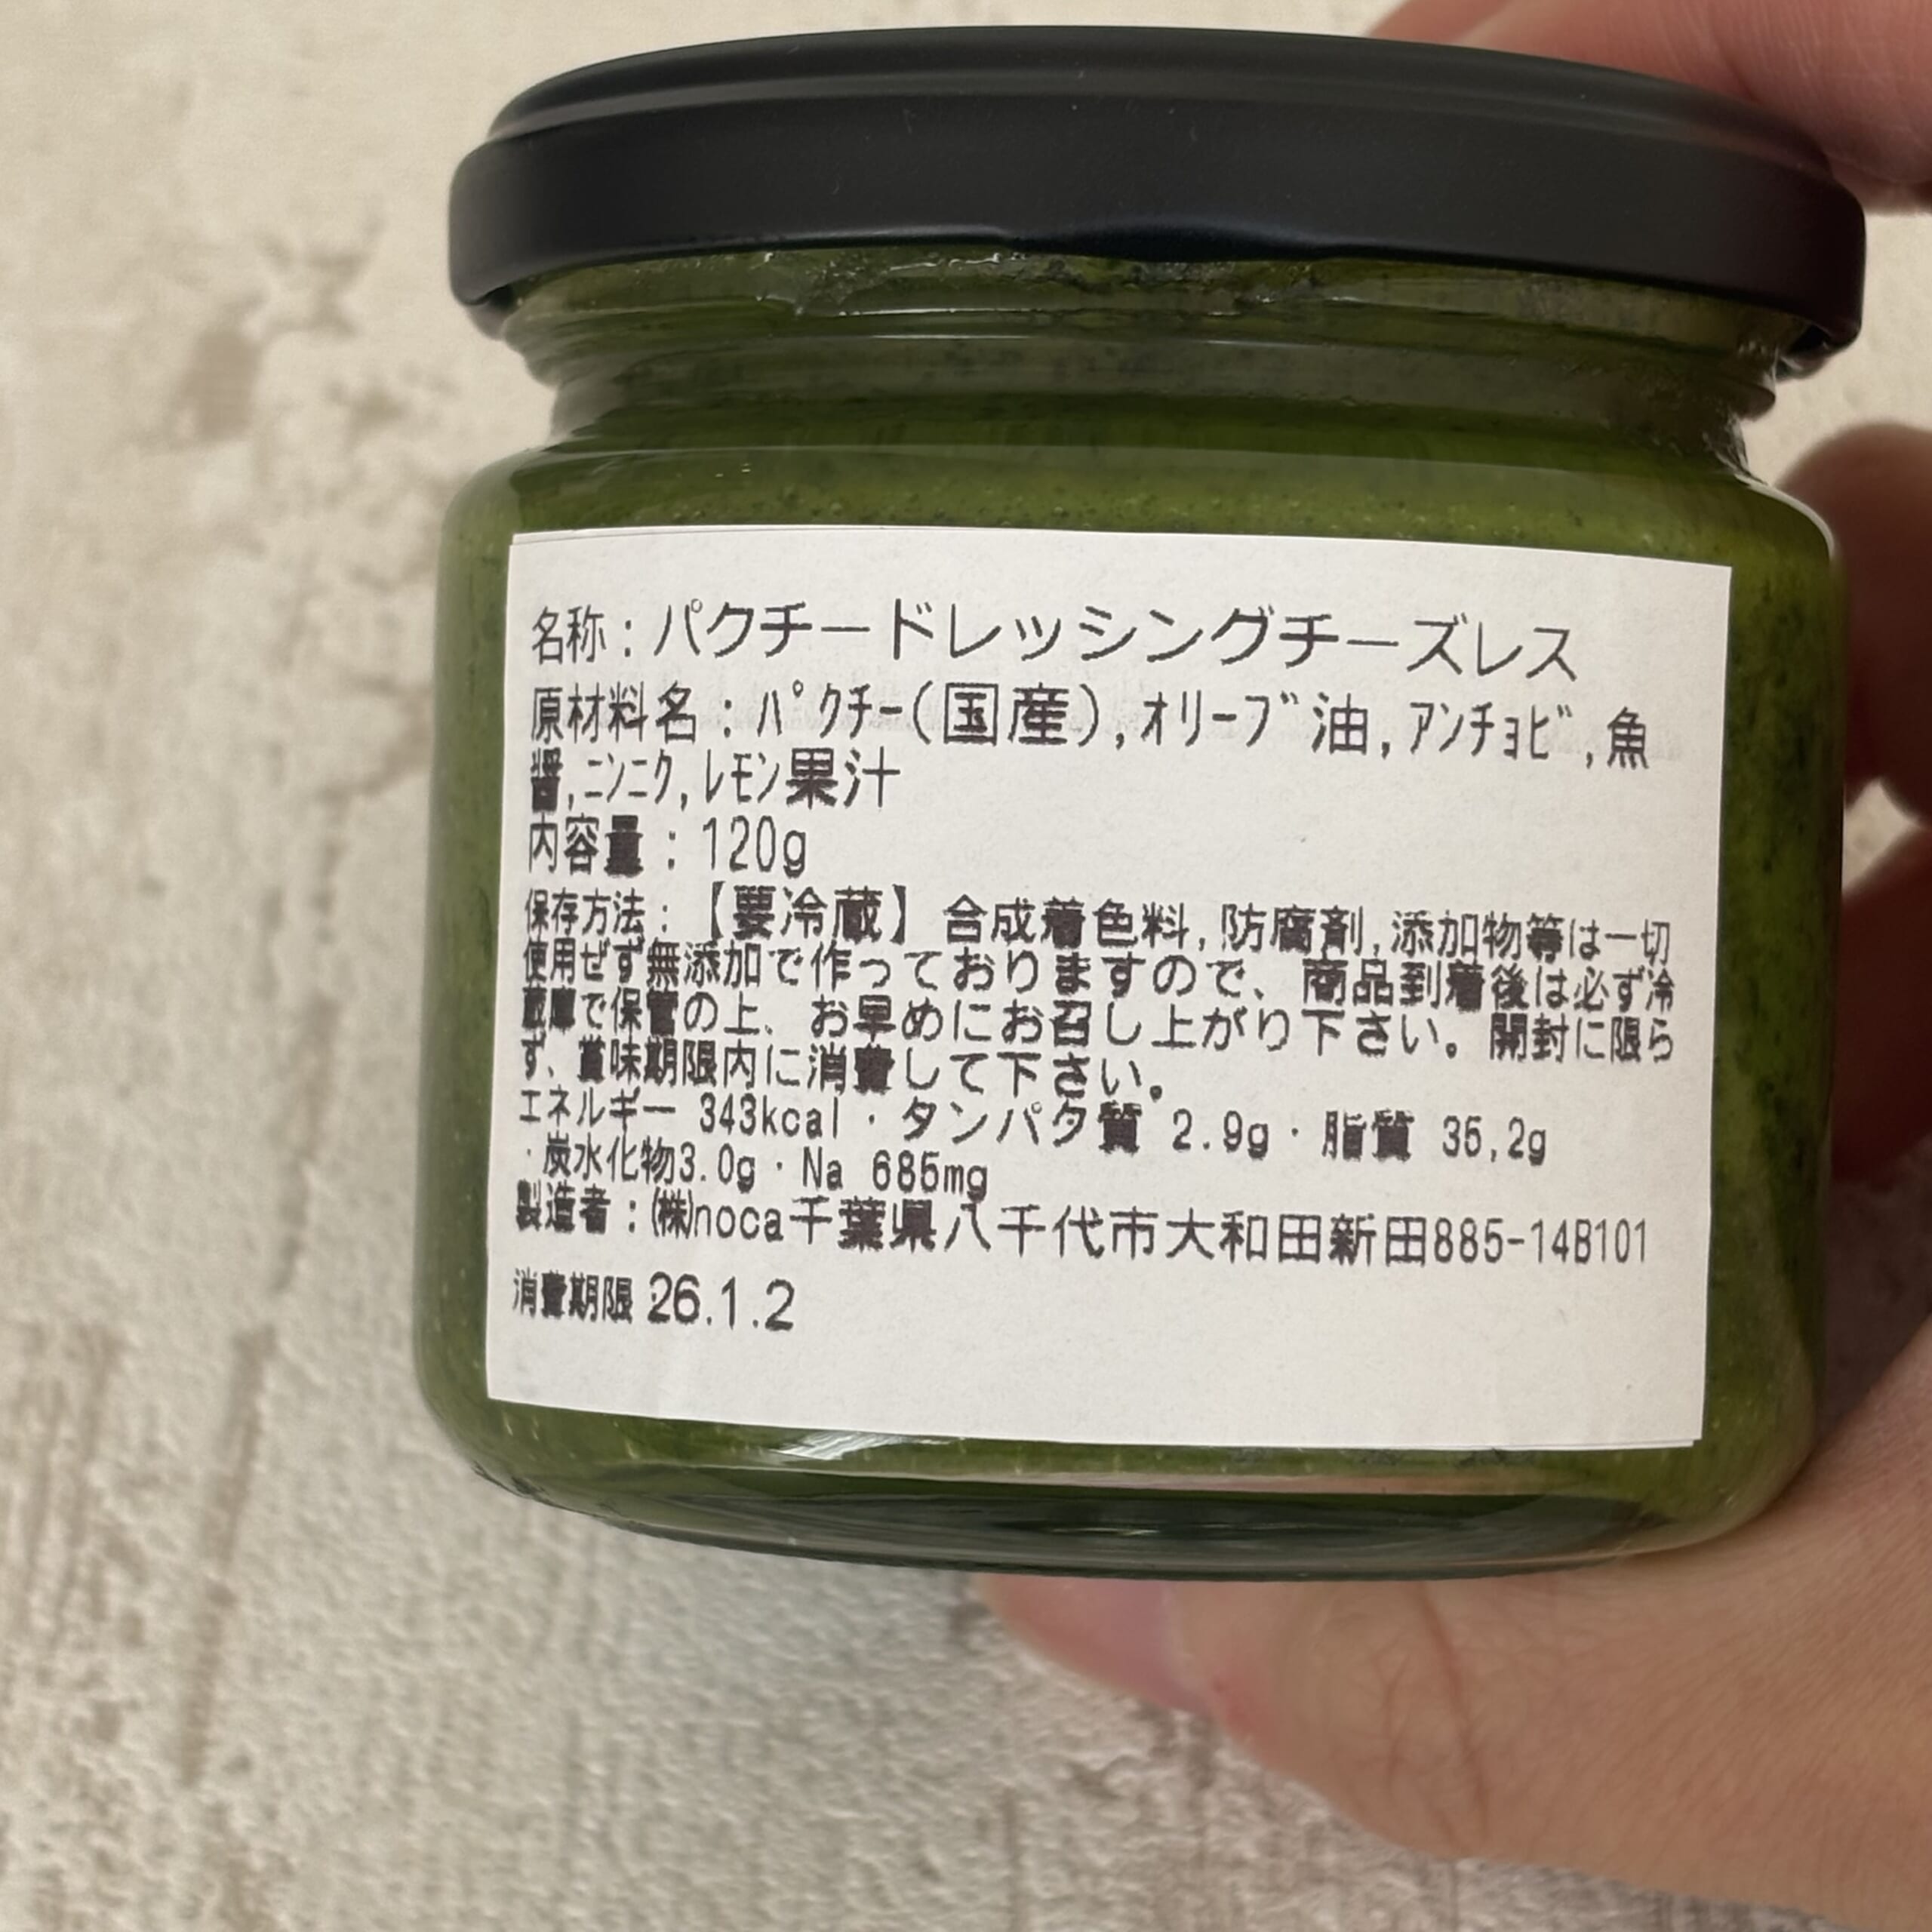 名称:パクチードレッシングチーズレス
原材料名:ﾊﾟｸﾁｰ(国産),ｵﾘｰﾌﾞ油,ｱﾝﾁｮﾋﾞ,魚
醤,ﾆﾝﾆｸ,ﾚﾓﾝ果汁
内容量:120g
保存方法:【要冷蔵】合成着色料,防腐剤,添加物等は一切
使用せず無添加で作っておりますので、商品到着後は必ず冷
蔵庫で保管の上、お早めにお召し上がり下さい。開封に限ら
ず、賞味期限内に消費して下さい。
エネルギー 343kcal・タンパク質 2.9g・脂質 35,2g
・炭水化物3.0g・Na 685mg
製造者:㈱noca千葉県八千代市大和田新田885-14B101
消費期限 26.1.2